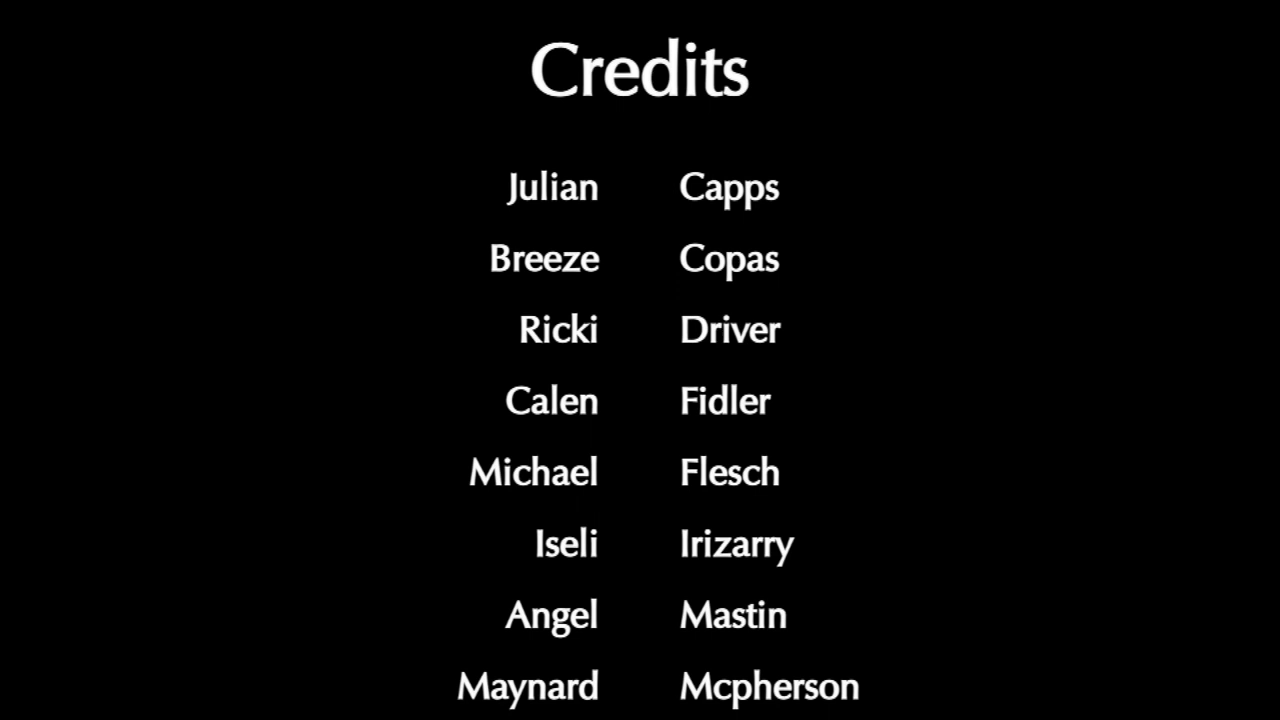 Credits
Julian Capps
Breeze Copas
Ricki Driver
Calen Fidler
Michael Flesch
Iseli Irizarry
Angel Mastin
Maynard Mcpherson